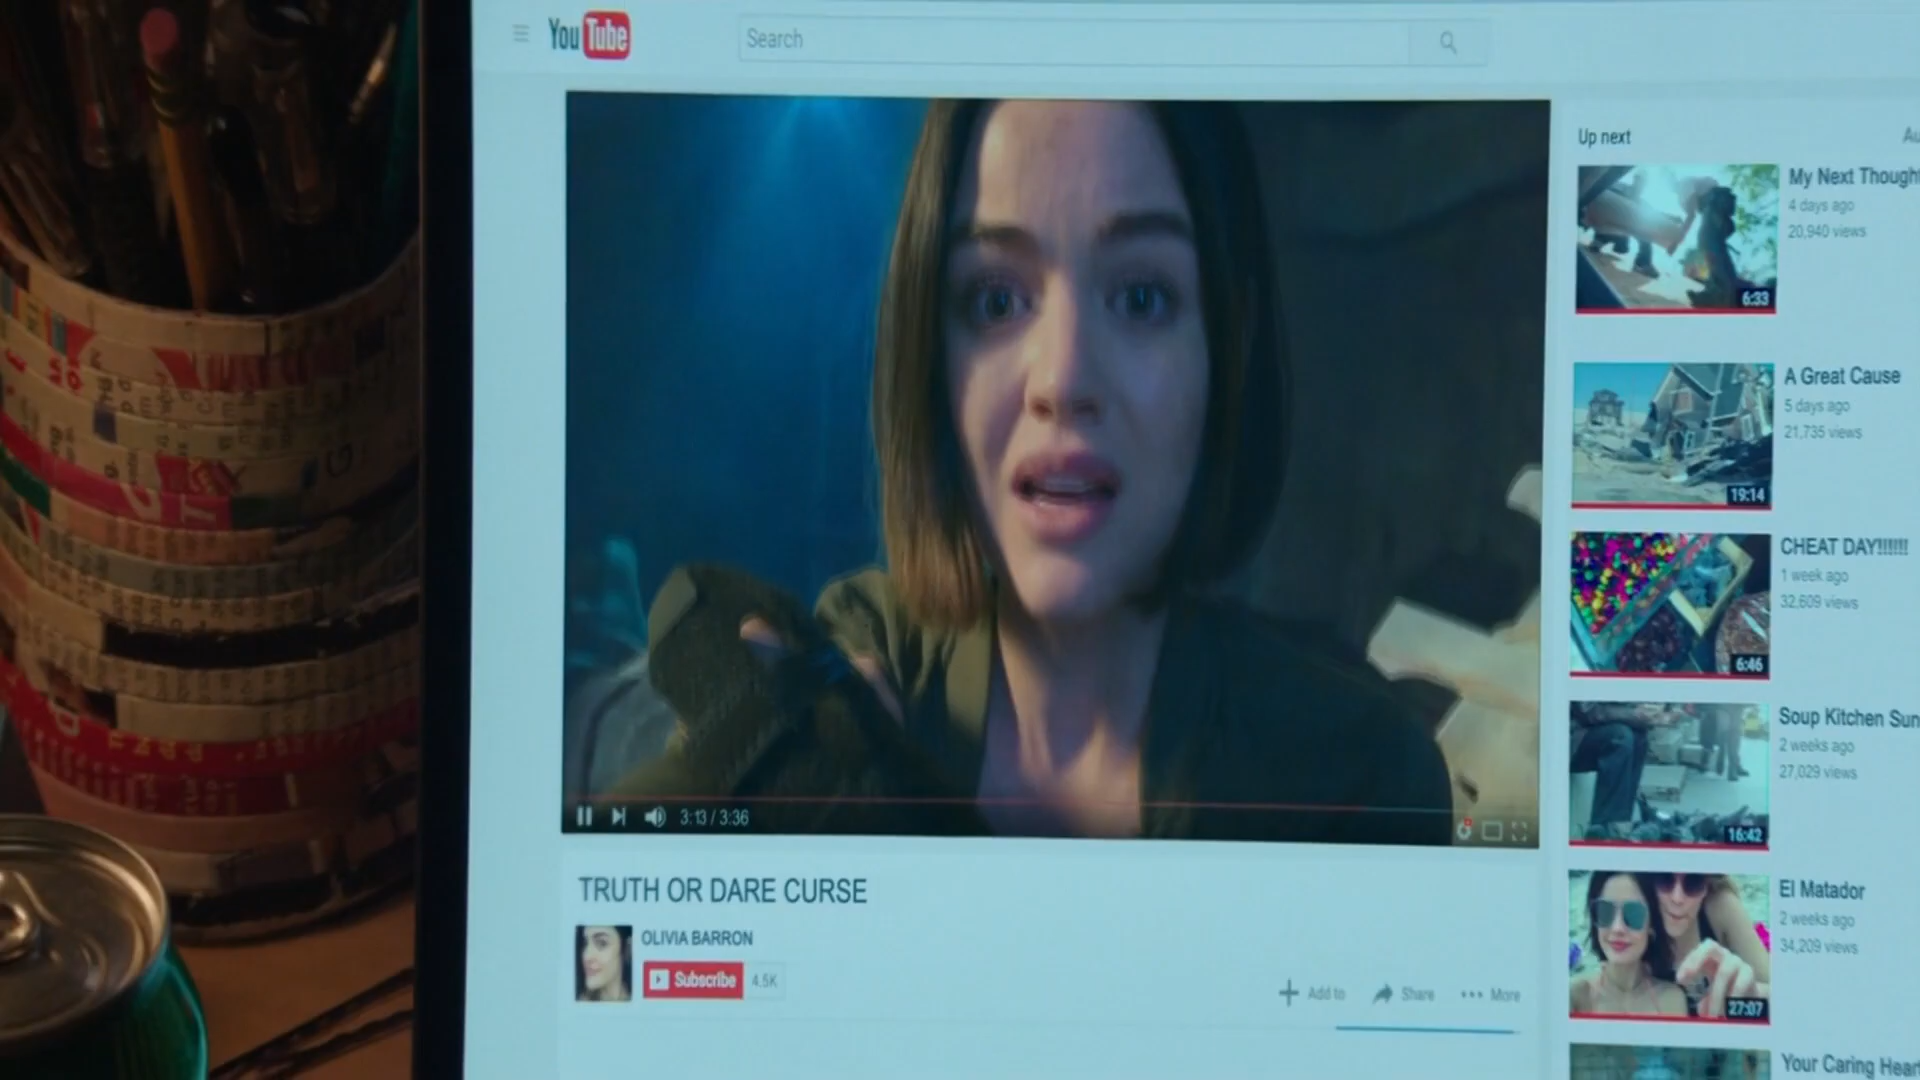 YouTube
Search
Up next
My Next Though
4 days ago
20,940 views
6:33
A Great Cause
5 days ago
21,735 views
19:14
CHEAT DAY!!!!!!!
1 week ago
32,609 views
6:46
Soup Kitchen Sun
2 weeks ago
27,029 views
16:42
El Matador
2 weeks ago
34,209 views
27:07
Your Caring Hear
3:13 / 3:36
TRUTH OR DARE CURSE
OLIVIA BARRON
Subscribe 4.5K
Add to Share More